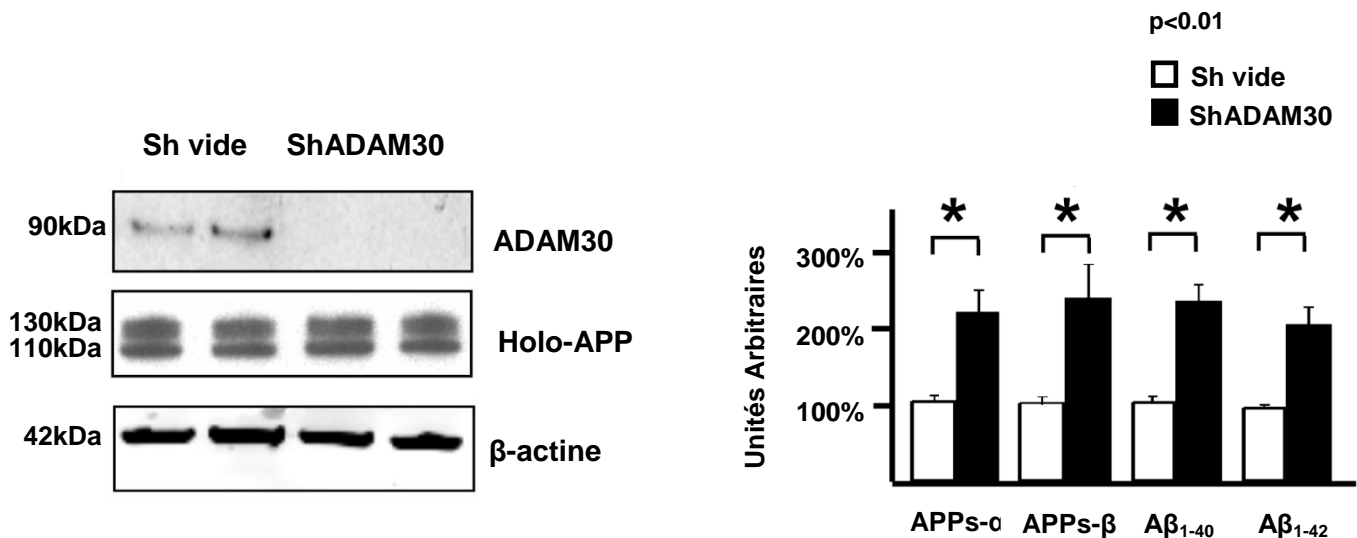 Sh vide ShADAM30
90kDa
ADAM30
130kDa
110kDa
Holo-APP
42kDa
β-actine
p<0.01
Sh vide
ShADAM30
Unités Arbitraires
300%
200%
100%
* * * *
APPs-α APPs-β Aβ1-40 Aβ1-42